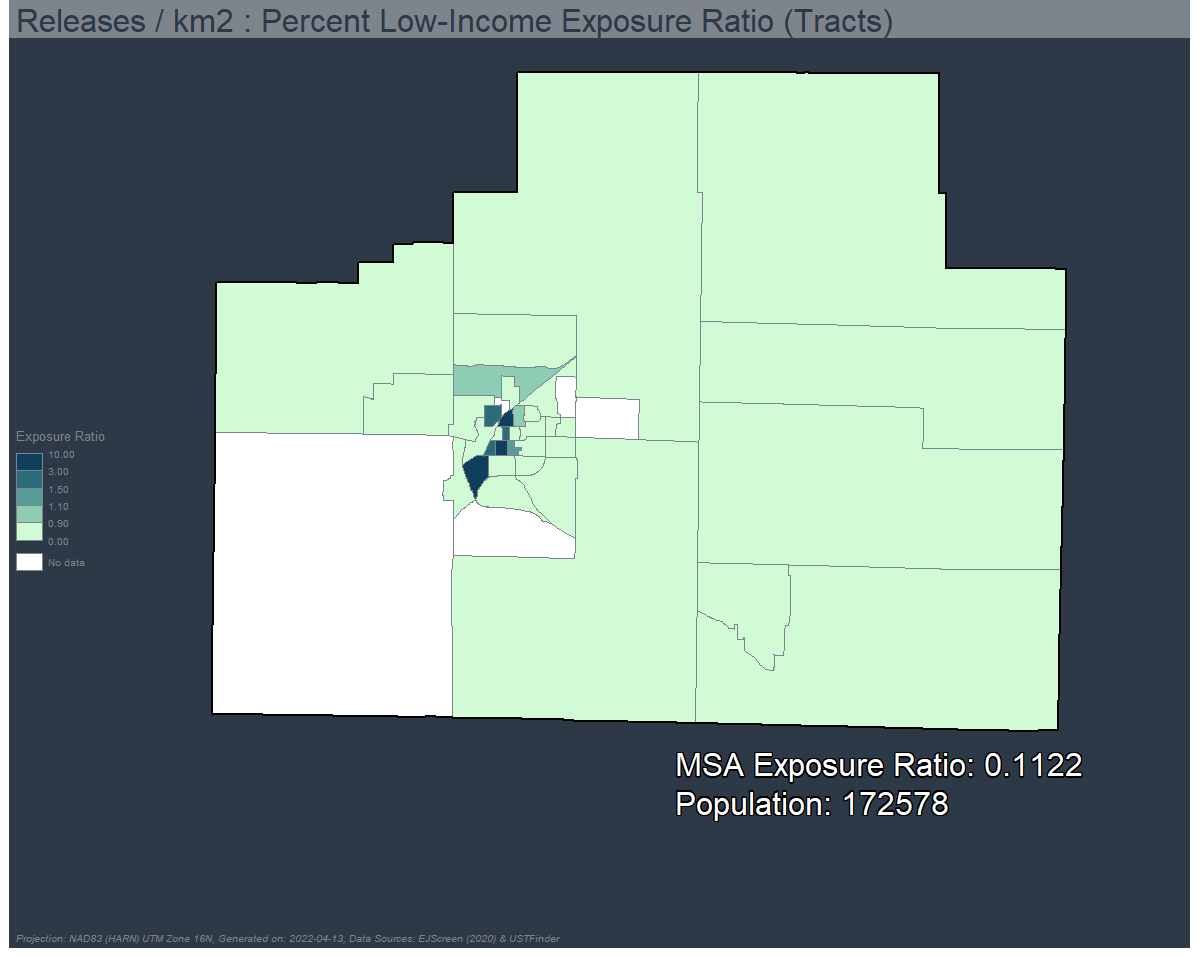 Releases / km2 : Percent Low-Income Exposure Ratio (Tracts)
Exposure Ratio
10.00
3.00
1.50
1.10
0.90
0.00
No data
MSA Exposure Ratio: 0.1122
Population: 172578
Projection: NAD83 (HARN) UTM Zone 16N, Generated on: 2022-04-13, Data Sources: EJScreen (2020) & USTFinder